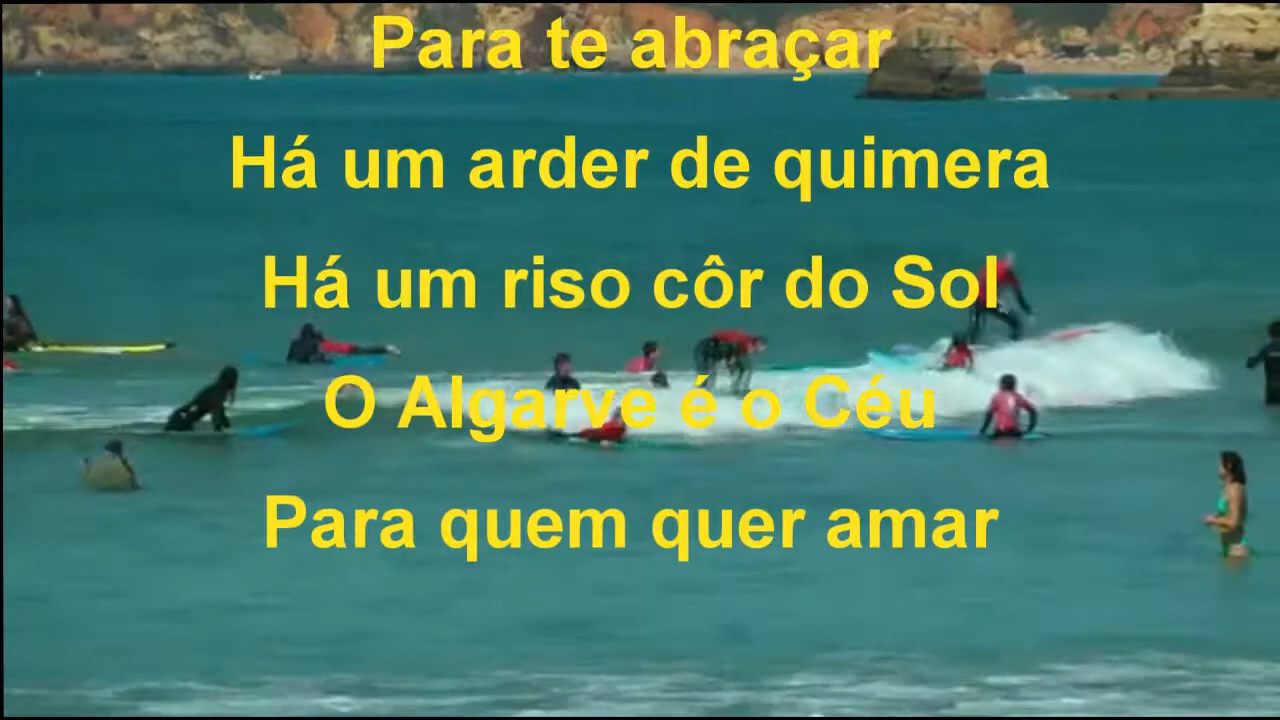 Para te abraçar
Há um arder de quimera
Há um riso côr do Sol
O Algarve é o Céu
Para quem quer amar